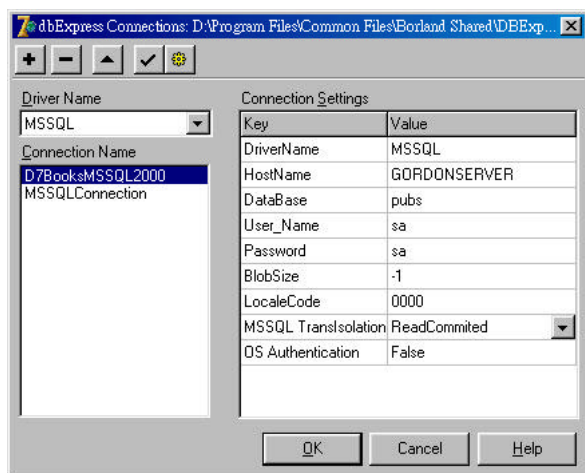 dbExpress Connections: D:\Program Files\Common Files\Borland Shared\DBExp...
Driver Name
MSSQL
Connection Name
D7BooksMSSQL2000
MSSQLConnection
Connection Settings
Key Value
DriverName MSSQL
HostName GORDONSERVER
DataBase pubs
User_Name sa
Password sa
BlobSize -1
LocaleCode 0000
MSSQL TransIsolation ReadCommited
OS Authentication False
OK Cancel Help